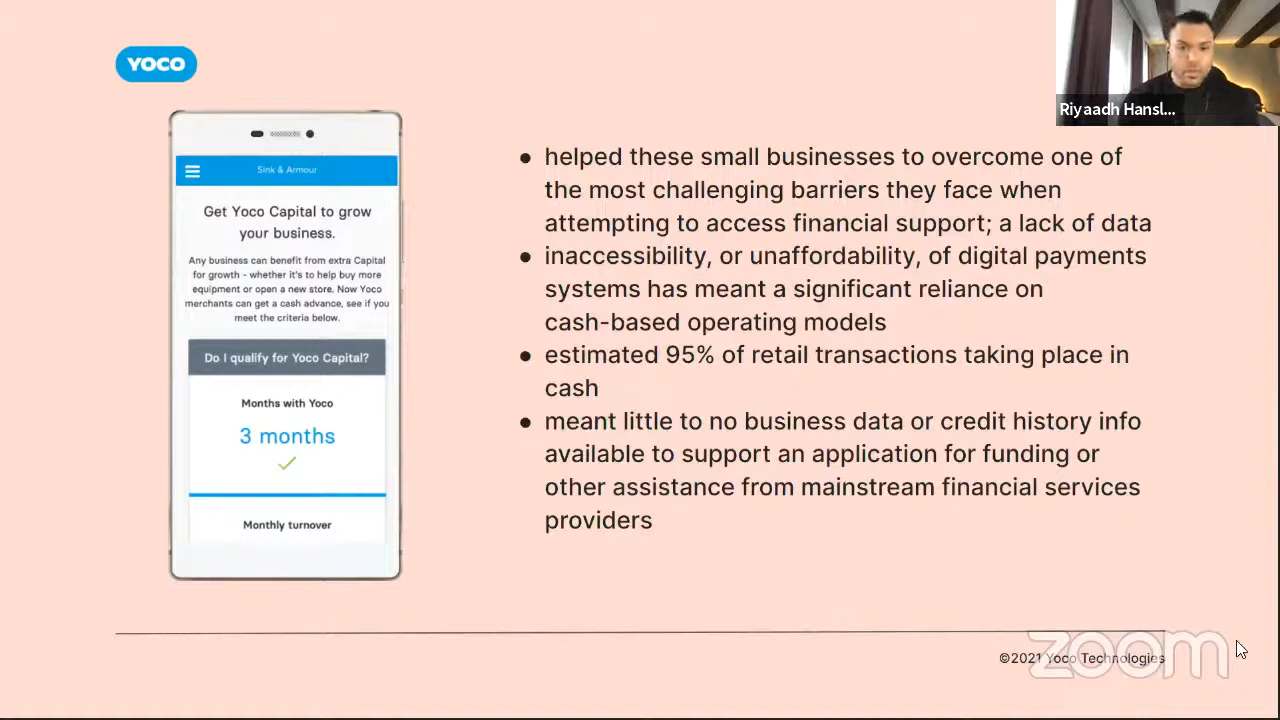 YOCO
Riyaadh Hansl...
Sink & Armour
Get Yoco Capital to grow
your business.
Any business can benefit from extra Capital
for growth - whether it's to help buy more
equipment or open a new store. Now Yoco
merchants can get a cash advance, see if you
meet the criteria below.
Do I qualify for Yoco Capital?
Months with Yoco
3 months
Monthly turnover
● helped these small businesses to overcome one of
the most challenging barriers they face when
attempting to access financial support; a lack of data
● inaccessibility, or unaffordability, of digital payments
systems has meant a significant reliance on
cash-based operating models
● estimated 95% of retail transactions taking place in
cash
● meant little to no business data or credit history info
available to support an application for funding or
other assistance from mainstream financial services
providers
©2021 Yoco Technologies
zoom